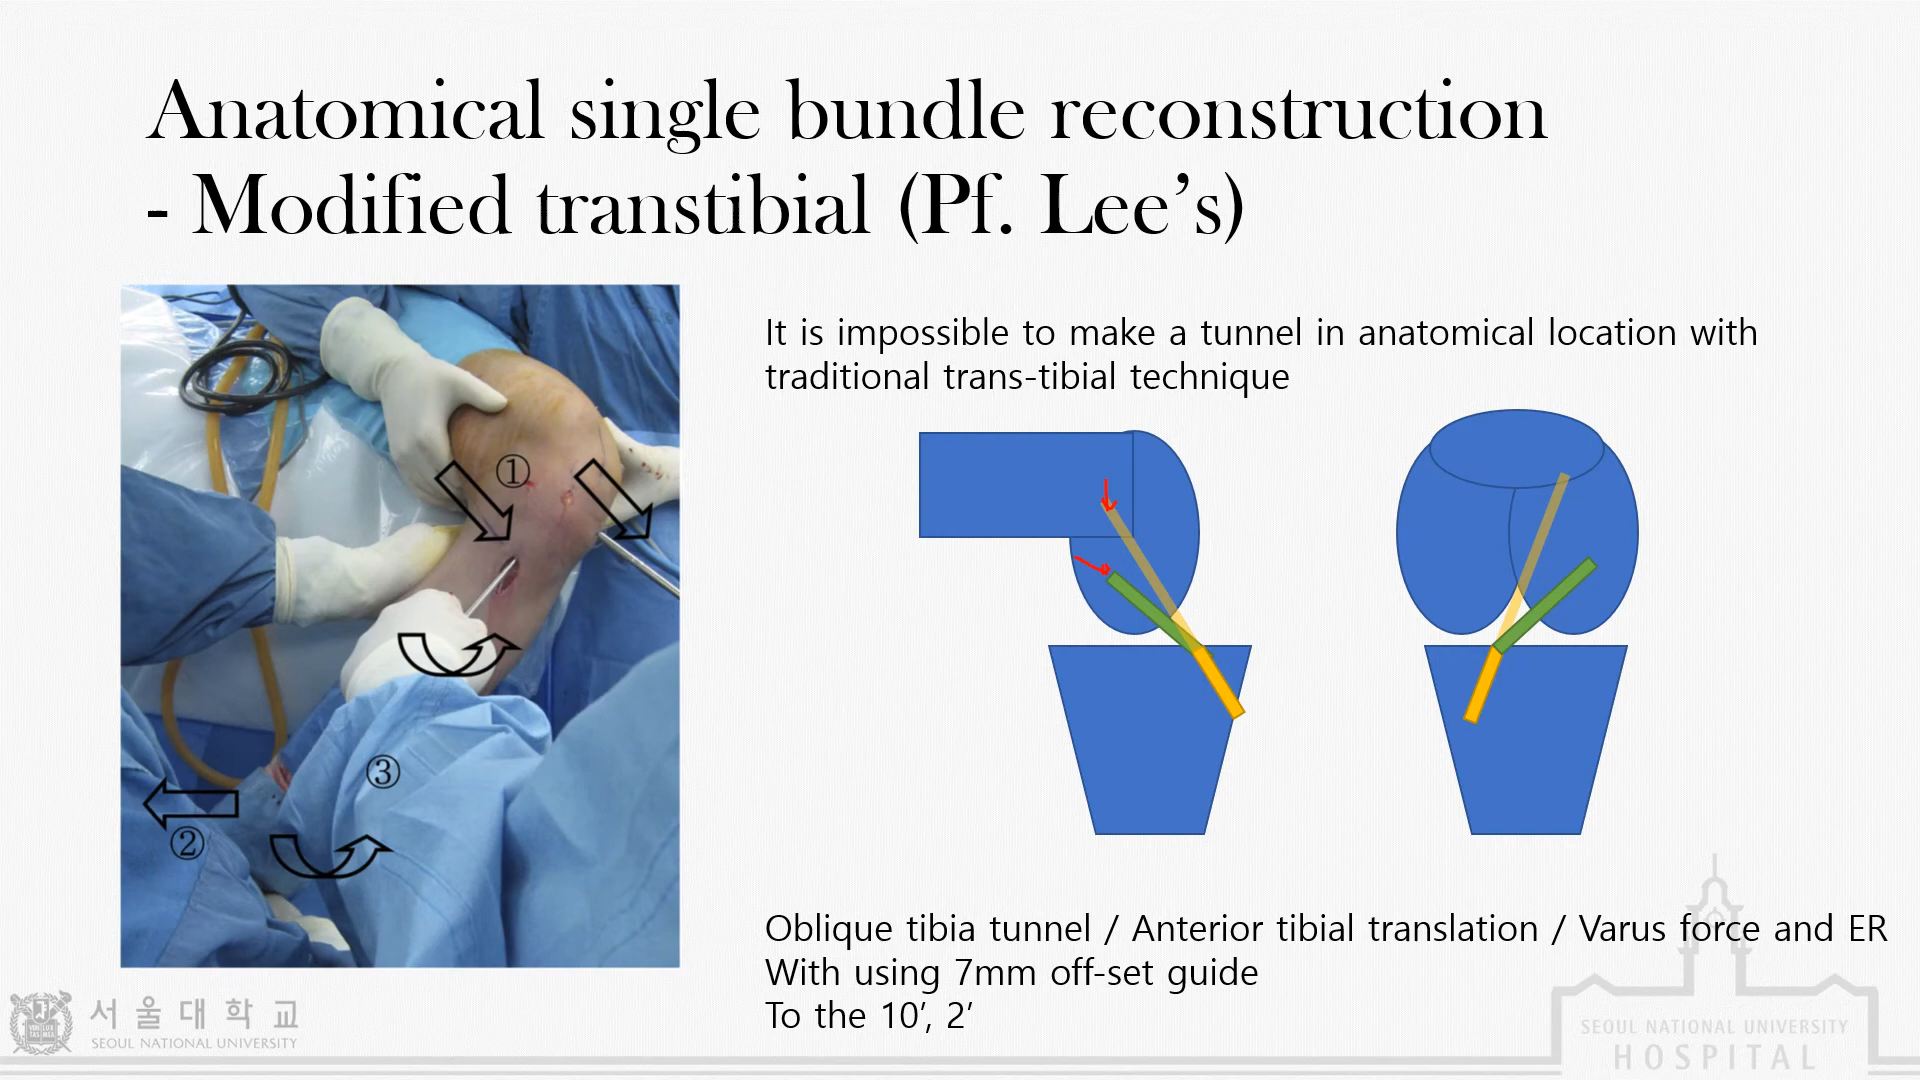 Anatomical single bundle reconstruction
- Modified transtibial (Pf. Lee’s)
It is impossible to make a tunnel in anatomical location with
traditional trans-tibial technique
①
③
②
Oblique tibia tunnel / Anterior tibial translation / Varus force and ER
With using 7mm off-set guide
To the 10’, 2’
서울대학교
SEOUL NATIONAL UNIVERSITY
SEOUL NATIONAL UNIVERSITY
HOSPITAL